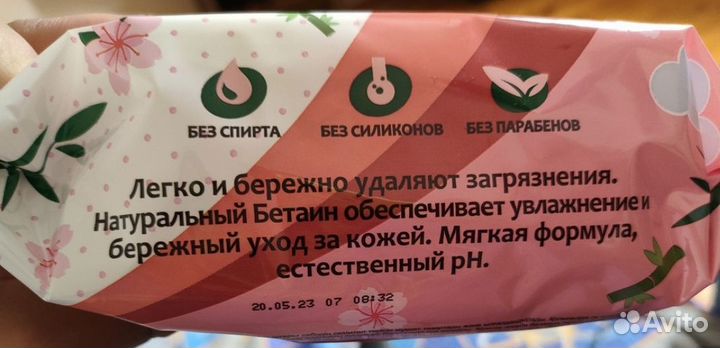 БЕЗ СПИРТА
БЕЗ СИЛИКОНОВ
БЕЗ ПАРАБЕНОВ
Легко и бережно удаляют загрязнения.
Натуральный Бетаин обеспечивает увлажнение и
бережный уход за кожей. Мягкая формула,
естественный pH.
20.05.23 07 08:32
Avito